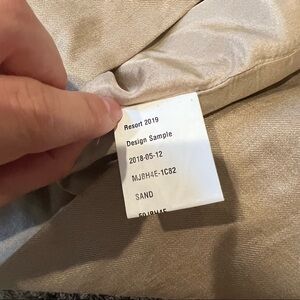 Resort 2019
Design Sample
2018-05-12
MJBH4E-1C82
SAND